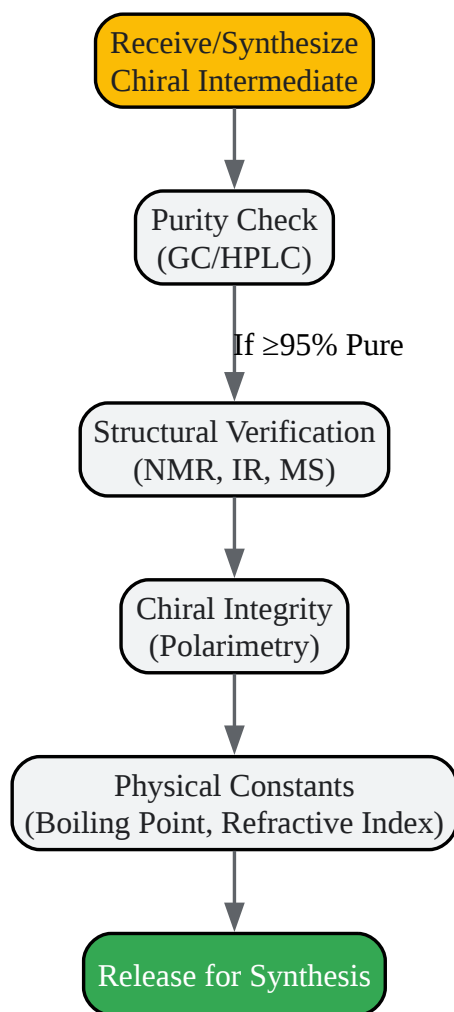 Receive/Synthesize
Chiral Intermediate
Purity Check
(GC/HPLC)
If ≥95% Pure
Structural Verification
(NMR, IR, MS)
Chiral Integrity
(Polarimetry)
Physical Constants
(Boiling Point, Refractive Index)
Release for Synthesis